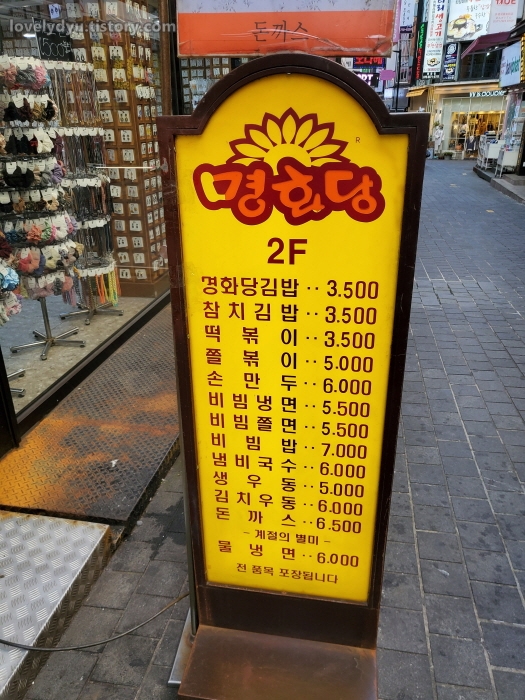 lovelydyu.tistory.com
돈까스
명화당
R
2F
명화당김밥 ·· 3.500
참치김밥 ·· 3.500
떡볶이 ·· 3.500
쫄볶이 ·· 5.000
손만두 ·· 6.000
비빔냉면 ·· 5.500
비빔쫄면 ·· 5.500
비빔밥 ·· 7.000
냄비국수 ·· 6.000
생우동 ·· 5.000
김치우동 ·· 6.000
돈까스 ·· 6.500
~ 계절의 별미 ~
물냉면 ·· 6.000
전 품목 포장됩니다